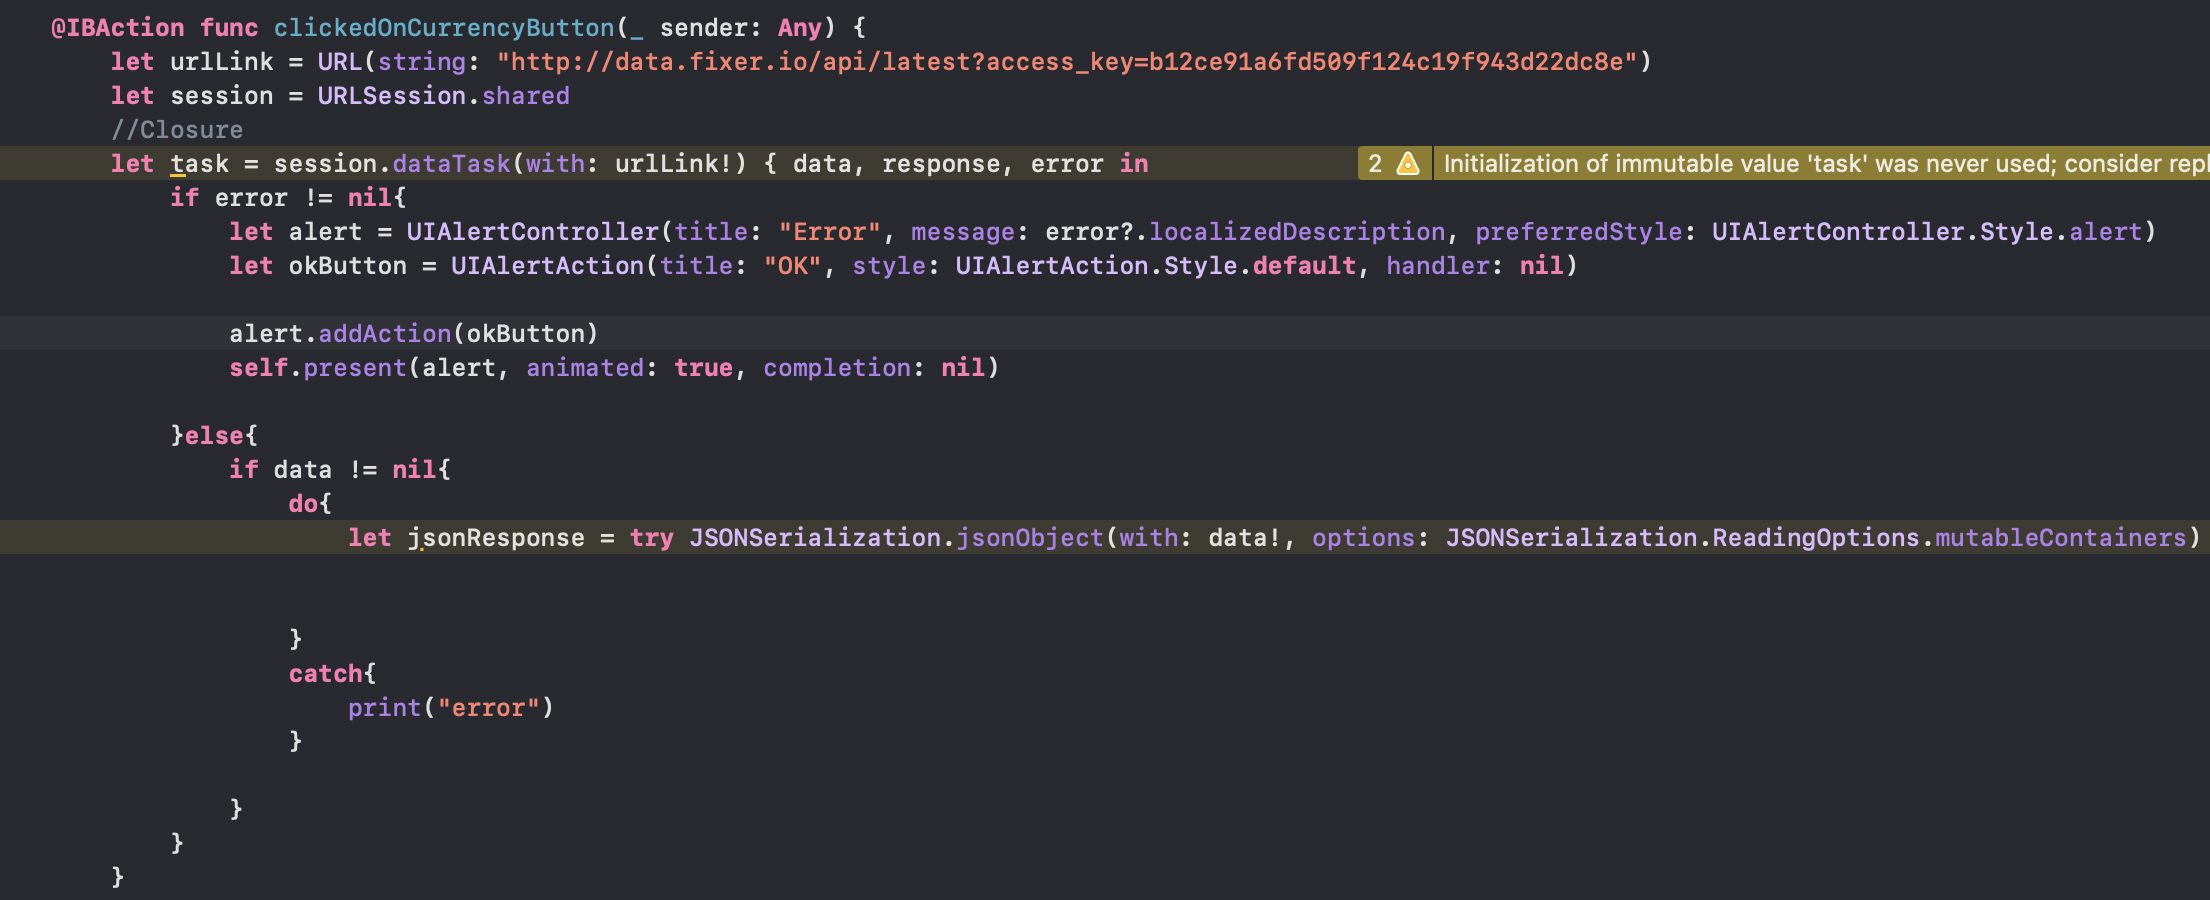 @IBAction func clickedOnCurrencyButton(_ sender: Any) {
let urlLink = URL(string: "http://data.fixer.io/api/latest?access_key=b12ce91a6fd509f124c19f943d22dc8e")
let session = URLSession.shared
//Closure
let task = session.dataTask(with: urlLink!) { data, response, error in 2 Initialization of immutable value 'task' was never used; consider repl
if error != nil{
let alert = UIAlertController(title: "Error", message: error?.localizedDescription, preferredStyle: UIAlertController.Style.alert)
let okButton = UIAlertAction(title: "OK", style: UIAlertAction.Style.default, handler: nil)
alert.addAction(okButton)
self.present(alert, animated: true, completion: nil)
}else{
if data != nil{
do{
let jsonResponse = try JSONSerialization.jsonObject(with: data!, options: JSONSerialization.ReadingOptions.mutableContainers)
}
catch{
print("error")
}
}
}
}